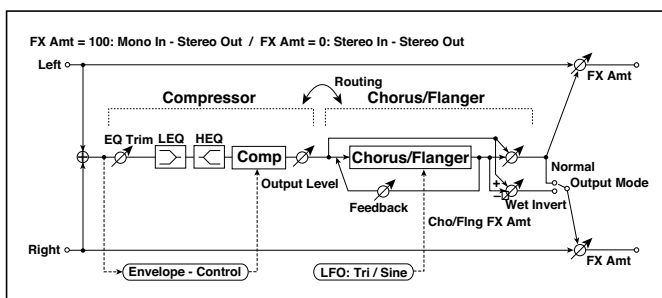 FX Amt = 100: Mono In - Stereo Out / FX Amt = 0: Stereo In - Stereo Out
Left
FX Amt
Routing
Compressor
Chorus/Flanger
EQ Trim
LEQ
HEQ
Comp
Chorus/Flanger
Output Level
Normal
Output Mode
+
−
Wet Invert
Feedback
Cho/Flng FX Amt
Right
FX Amt
Envelope - Control
LFO: Tri / Sine